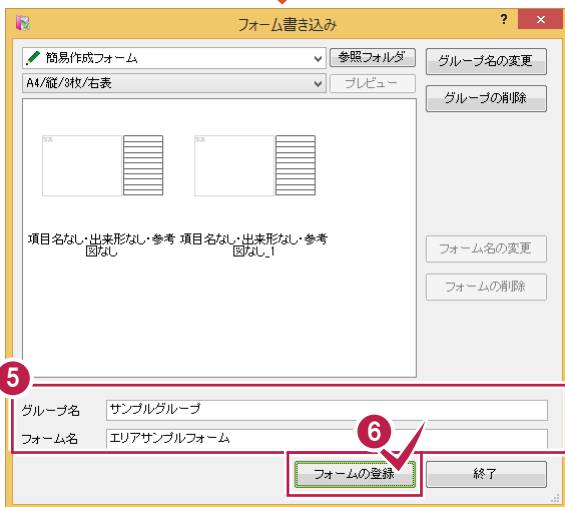 フォーム書き込み
? ×
簡易作成フォーム
参照フォルダ
グループ名の変更
A4/縦/3枚/右表
プレビュー
グループの削除
写真
写真
項目名なし・出来形なし・参考図なし
項目名なし・出来形なし・参考図なし_1
フォーム名の変更
フォームの削除
5
グループ名
サンプルグループ
フォーム名
エリアサンプルフォーム
6
フォームの登録
終了